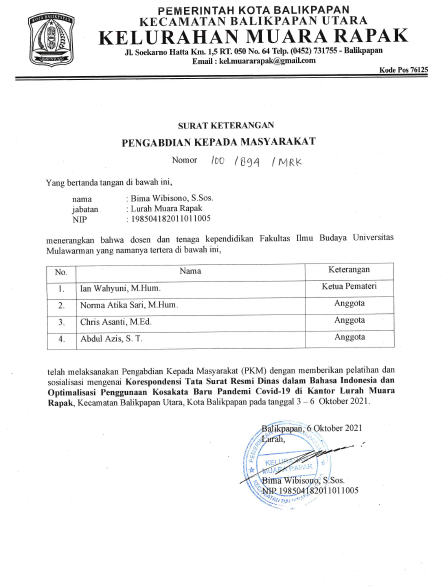 PEMERINTAH KOTA BALIKPAPAN
KECAMATAN BALIKPAPAN UTARA
KELURAHAN MUARA RAPAK
Jl. Soekarno Hatta Km. 1,5 RT. 050 No. 64 Telp. (0452) 731755 - Balikpapan
Email : kel.muararapak@gmail.com
Kode Pos 76125
SURAT KETERANGAN
PENGABDIAN KEPADA MASYARAKAT
Nomor 100 /894 / MRK
Yang bertanda tangan di bawah ini,
nama : Bima Wibisono, S.Sos.
jabatan : Lurah Muara Rapak
NIP : 198504182011011005
menerangkan bahwa dosen dan tenaga kependidikan Fakultas Ilmu Budaya Universitas
Mulawarman yang namanya tertera di bawah ini,
No. Nama Keterangan
1. Ian Wahyuni, M.Hum. Ketua Pemateri
2. Norma Atika Sari, M.Hum. Anggota
3. Chris Asanti, M.Ed. Anggota
4. Abdul Azis, S. T. Anggota
telah melaksanakan Pengabdian Kepada Masyarakat (PKM) dengan memberikan pelatihan dan
sosialisasi mengenai Korespondensi Tata Surat Resmi Dinas dalam Bahasa Indonesia dan
Optimalisasi Penggunaan Kosakata Baru Pandemi Covid-19 di Kantor Lurah Muara
Rapak, Kecamatan Balikpapan Utara, Kota Balikpapan pada tanggal 3 – 6 Oktober 2021.
Balikpapan, 6 Oktober 2021
Lurah,
MUARA RAPAK
Bima Wibisono, S.Sos.
NIP 198504182011011005